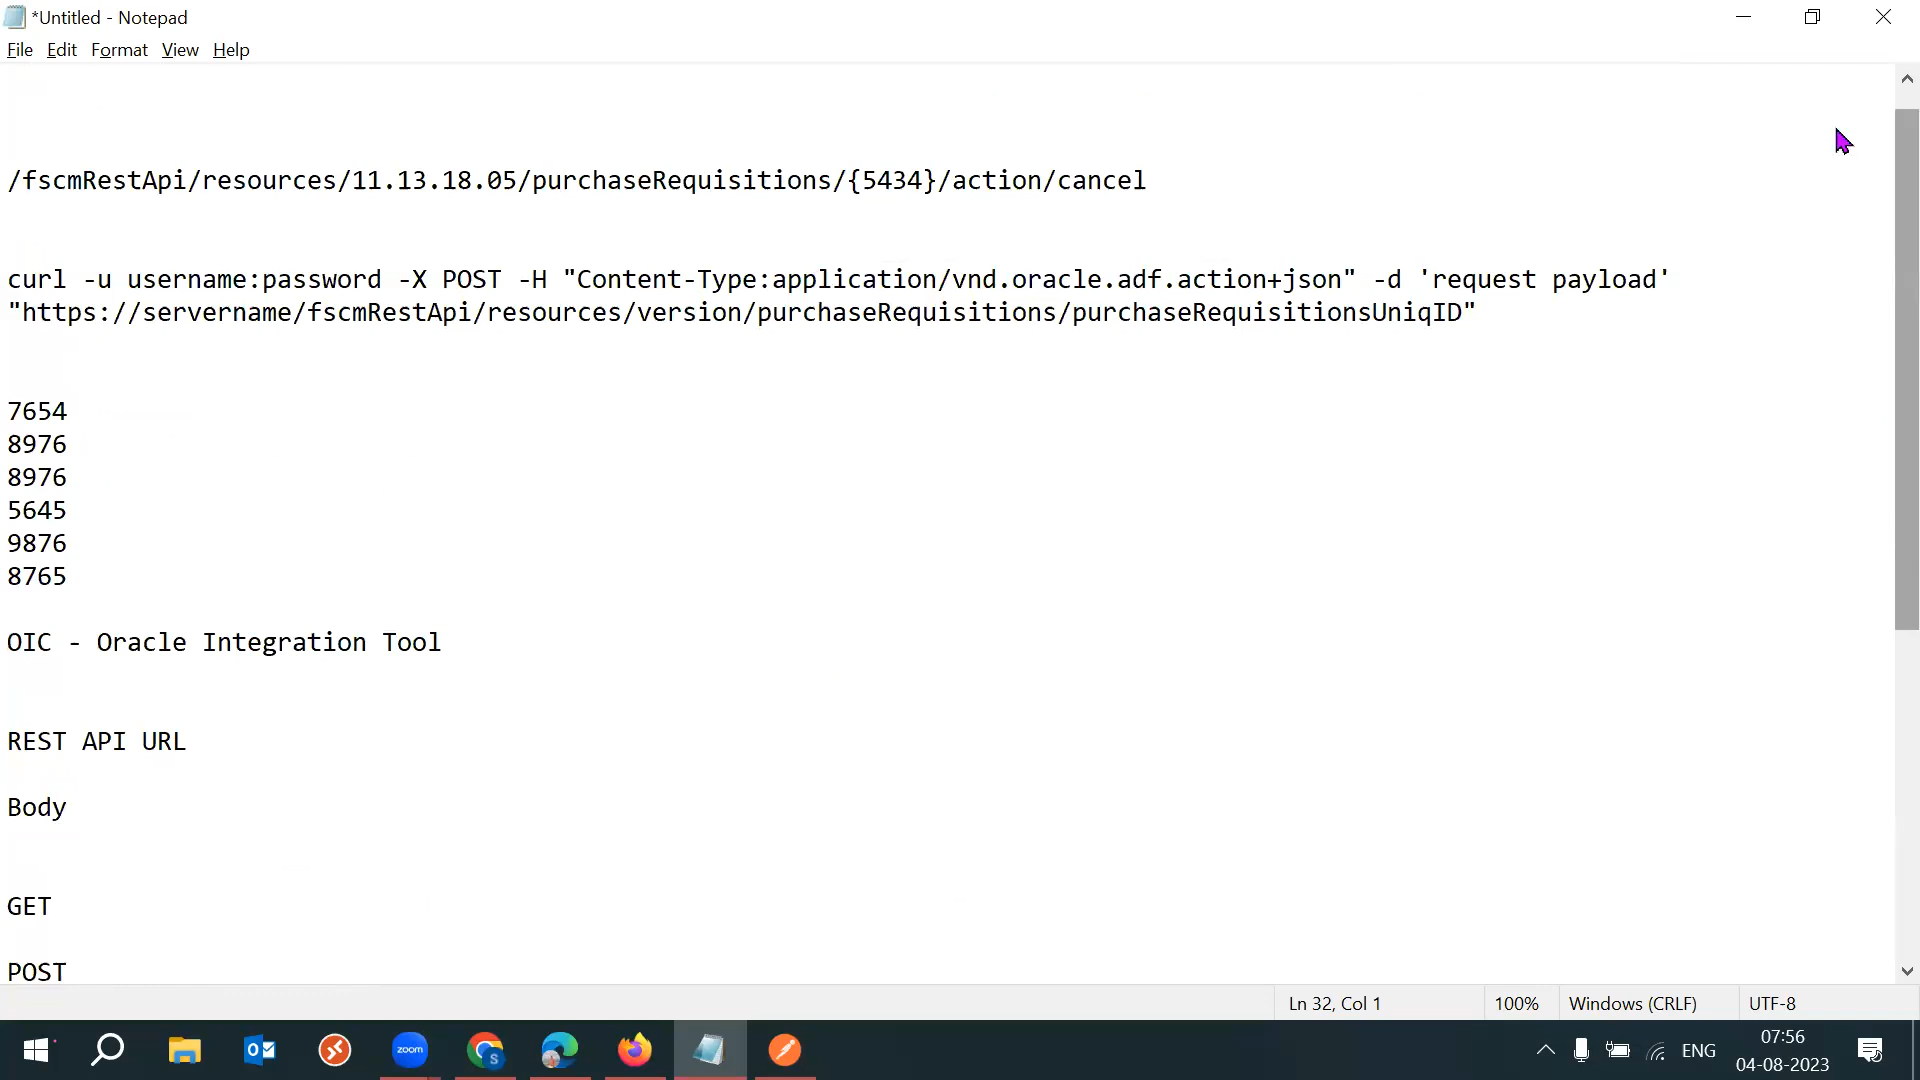 *Untitled - Notepad
File Edit Format View Help
/fscmRestApi/resources/11.13.18.05/purchaseRequisitions/{5434}/action/cancel
curl -u username:password -X POST -H "Content-Type:application/vnd.oracle.adf.action+json" -d 'request payload'
"https://servername/fscmRestApi/resources/version/purchaseRequisitions/purchaseRequisitionsUniqID"
7654
8976
8976
5645
9876
8765
OIC - Oracle Integration Tool
REST API URL
Body
GET
POST
Ln 32, Col 1 100% Windows (CRLF) UTF-8
zoom
S
ENG
07:56
04-08-2023